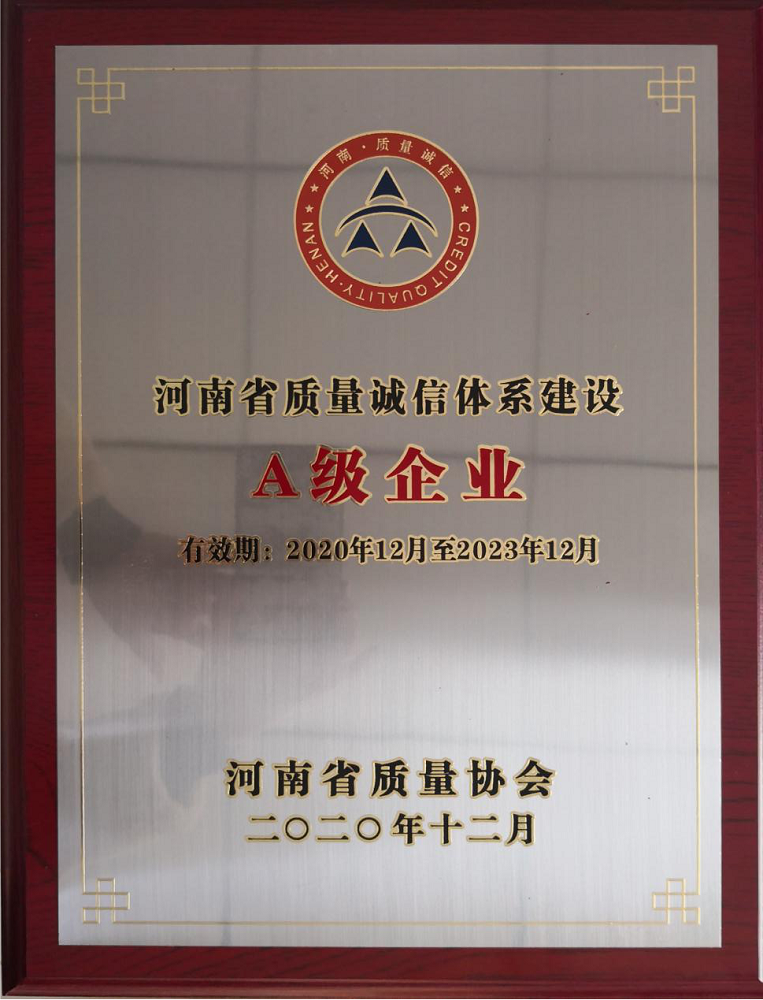 河南·质量诚信
CREDIT QUALITY·HENAN
河南省质量诚信体系建设
A级企业
有效期：2020年12月至2023年12月
河南省质量协会
二〇二〇年十二月